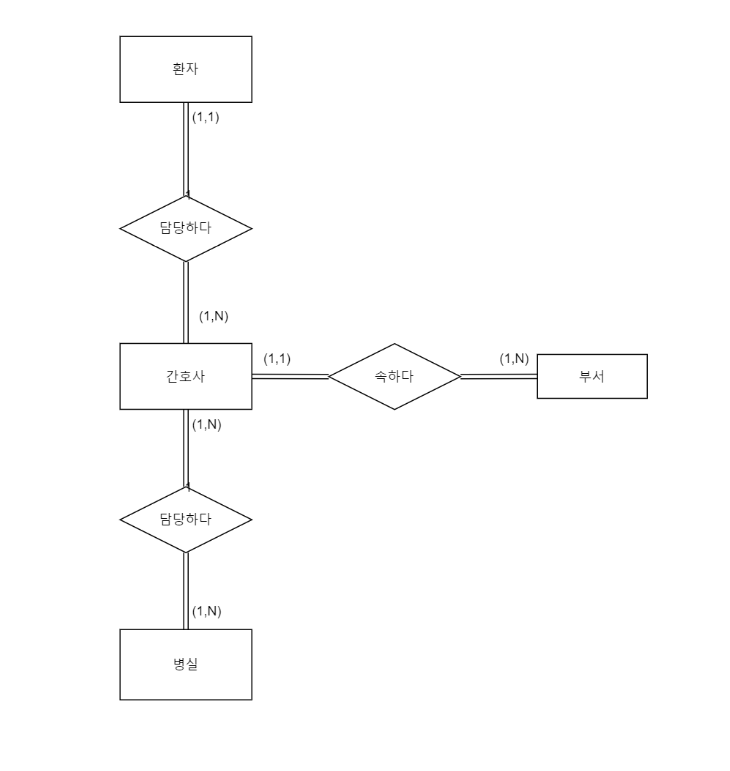 환자
(1,1)
담당하다
(1,N)
간호사
(1,1)
속하다
(1,N)
부서
(1,N)
담당하다
(1,N)
병실